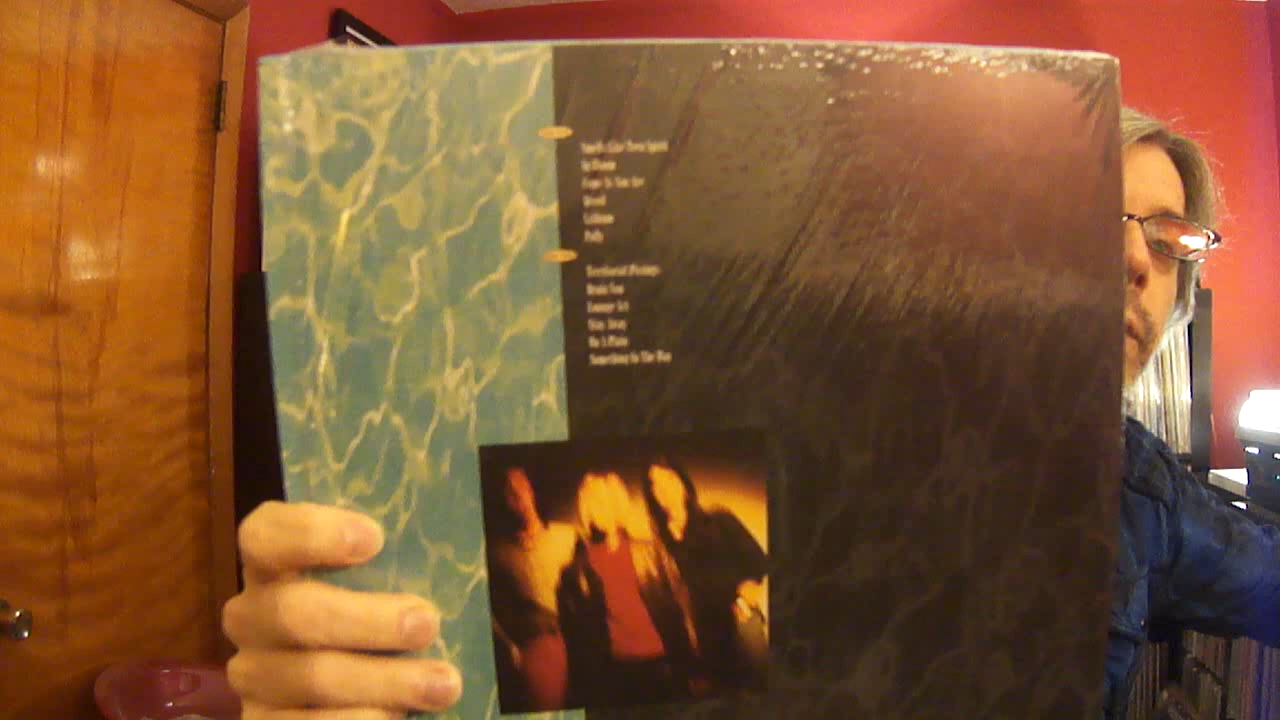 Smells Like Teen Spirit
In Bloom
Come As You Are
Breed
Lithium
Polly
Territorial Pissings
Drain You
Lounge Act
Stay Away
On A Plain
Something In The Way